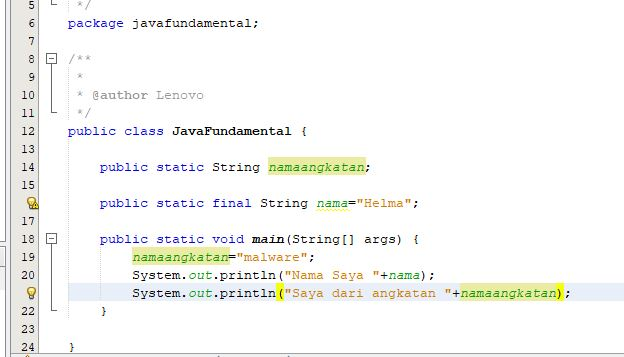 5 */
6 package javafundamental;
7
8 /**
9 *
10 * @author Lenovo
11 */
12 public class JavaFundamental {
13
14 public static String namaangkatan;
15
public static final String nama="Helma";
17
18 public static void main(String[] args) {
19 namaangkatan="malware";
20 System.out.println("Nama Saya "+nama);
System.out.println("Saya dari angkatan "+namaangkatan);
22 }
23
24 }